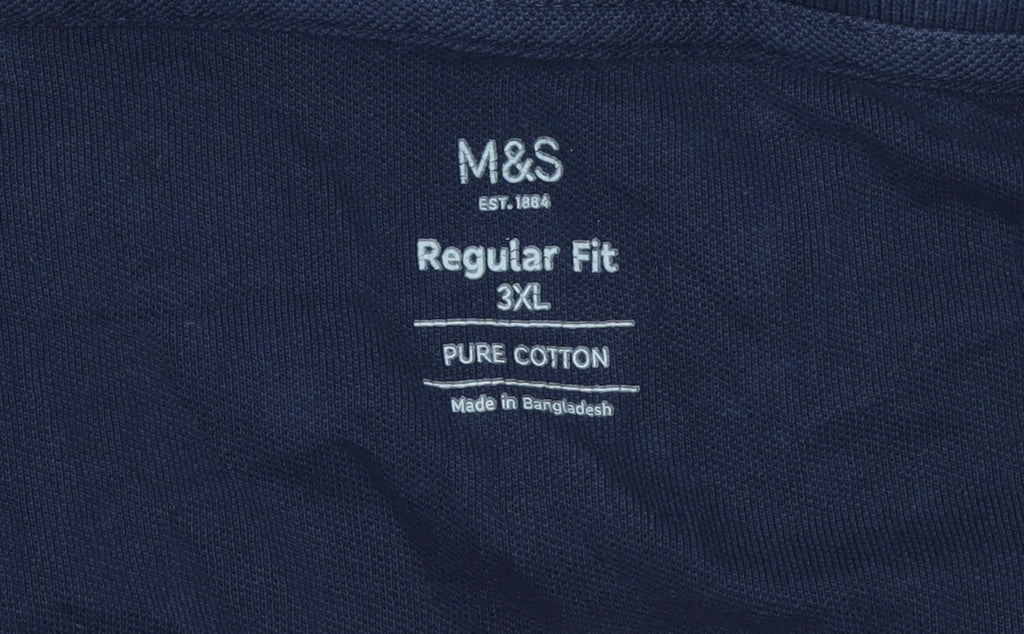 M&S
EST. 1884
Regular Fit
3XL
PURE COTTON
Made in Bangladesh